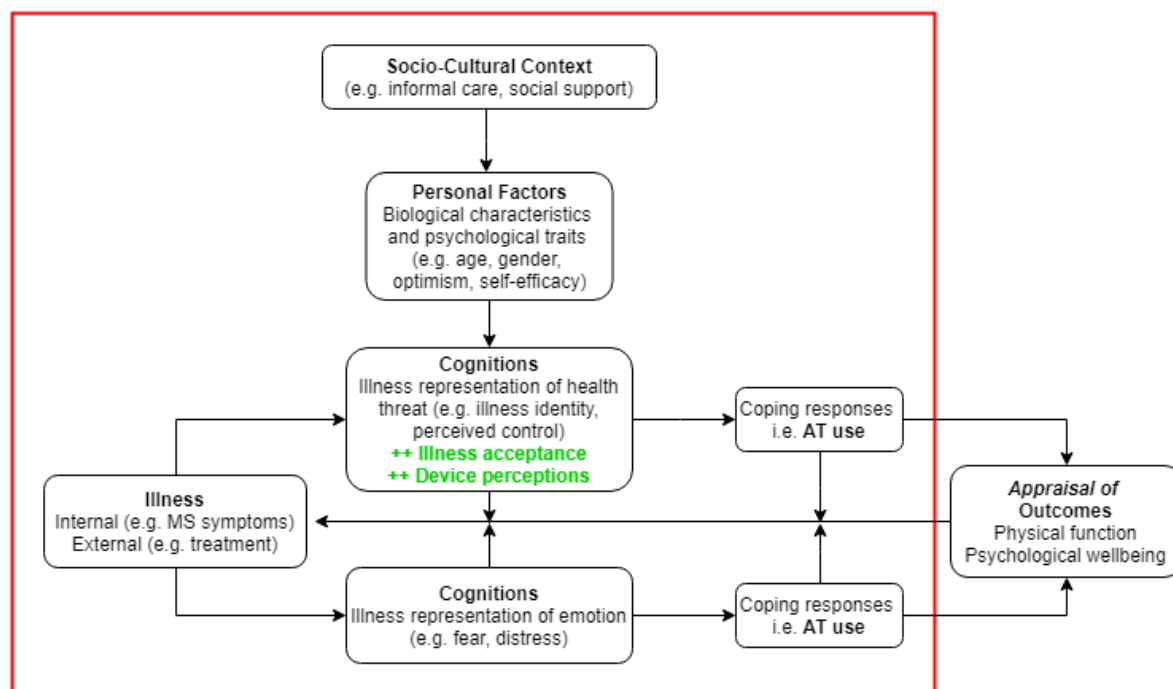 Socio-Cultural Context
(e.g. informal care, social support)
Personal Factors
Biological characteristics
and psychological traits
(e.g. age, gender,
optimism, self-efficacy)
Cognitions
Illness representation of health
threat (e.g. illness identity,
perceived control)
++ Illness acceptance
++ Device perceptions
Coping responses
i.e. AT use
Illness
Internal (e.g. MS symptoms)
External (e.g. treatment)
Appraisal of
Outcomes
Physical function
Psychological wellbeing
Cognitions
Illness representation of emotion
(e.g. fear, distress)
Coping responses
i.e. AT use